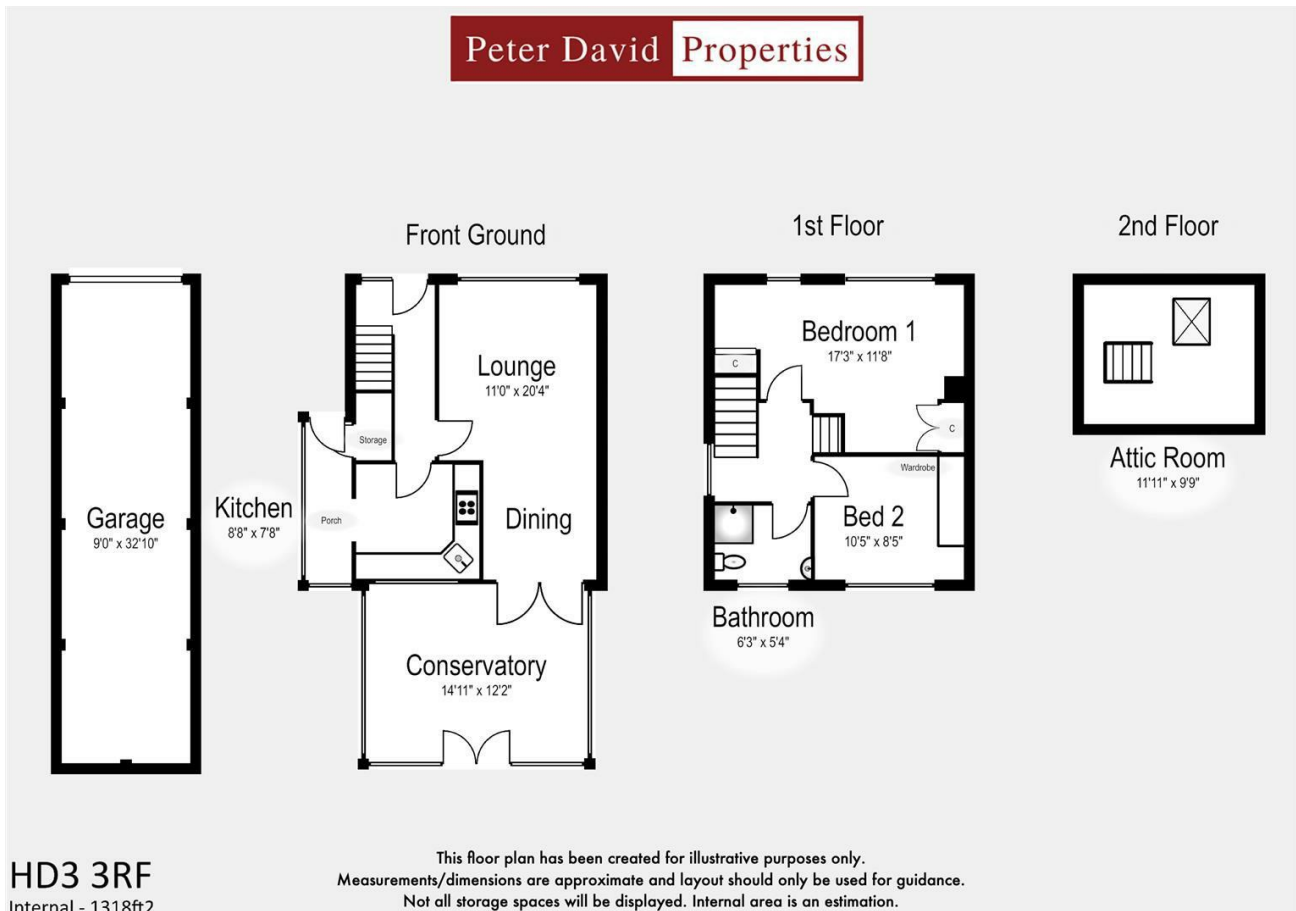 Peter David Properties
Front Ground
1st Floor
2nd Floor
Lounge
11'0" x 20'4"
Bedroom 1
17'3" x 11'8"
C
C
Storage
Attic Room
11'11" x 9'9"
Wardrobe
Kitchen
8'8" x 7'8"
Porch
Garage
9'0" x 32'10"
Dining
Bed 2
10'5" x 8'5"
Bathroom
6'3" x 5'4"
Conservatory
14'11" x 12'2"
HD3 3RF
Internal - 1318ft2
This floor plan has been created for illustrative purposes only.
Measurements/dimensions are approximate and layout should only be used for guidance.
Not all storage spaces will be displayed. Internal area is an estimation.